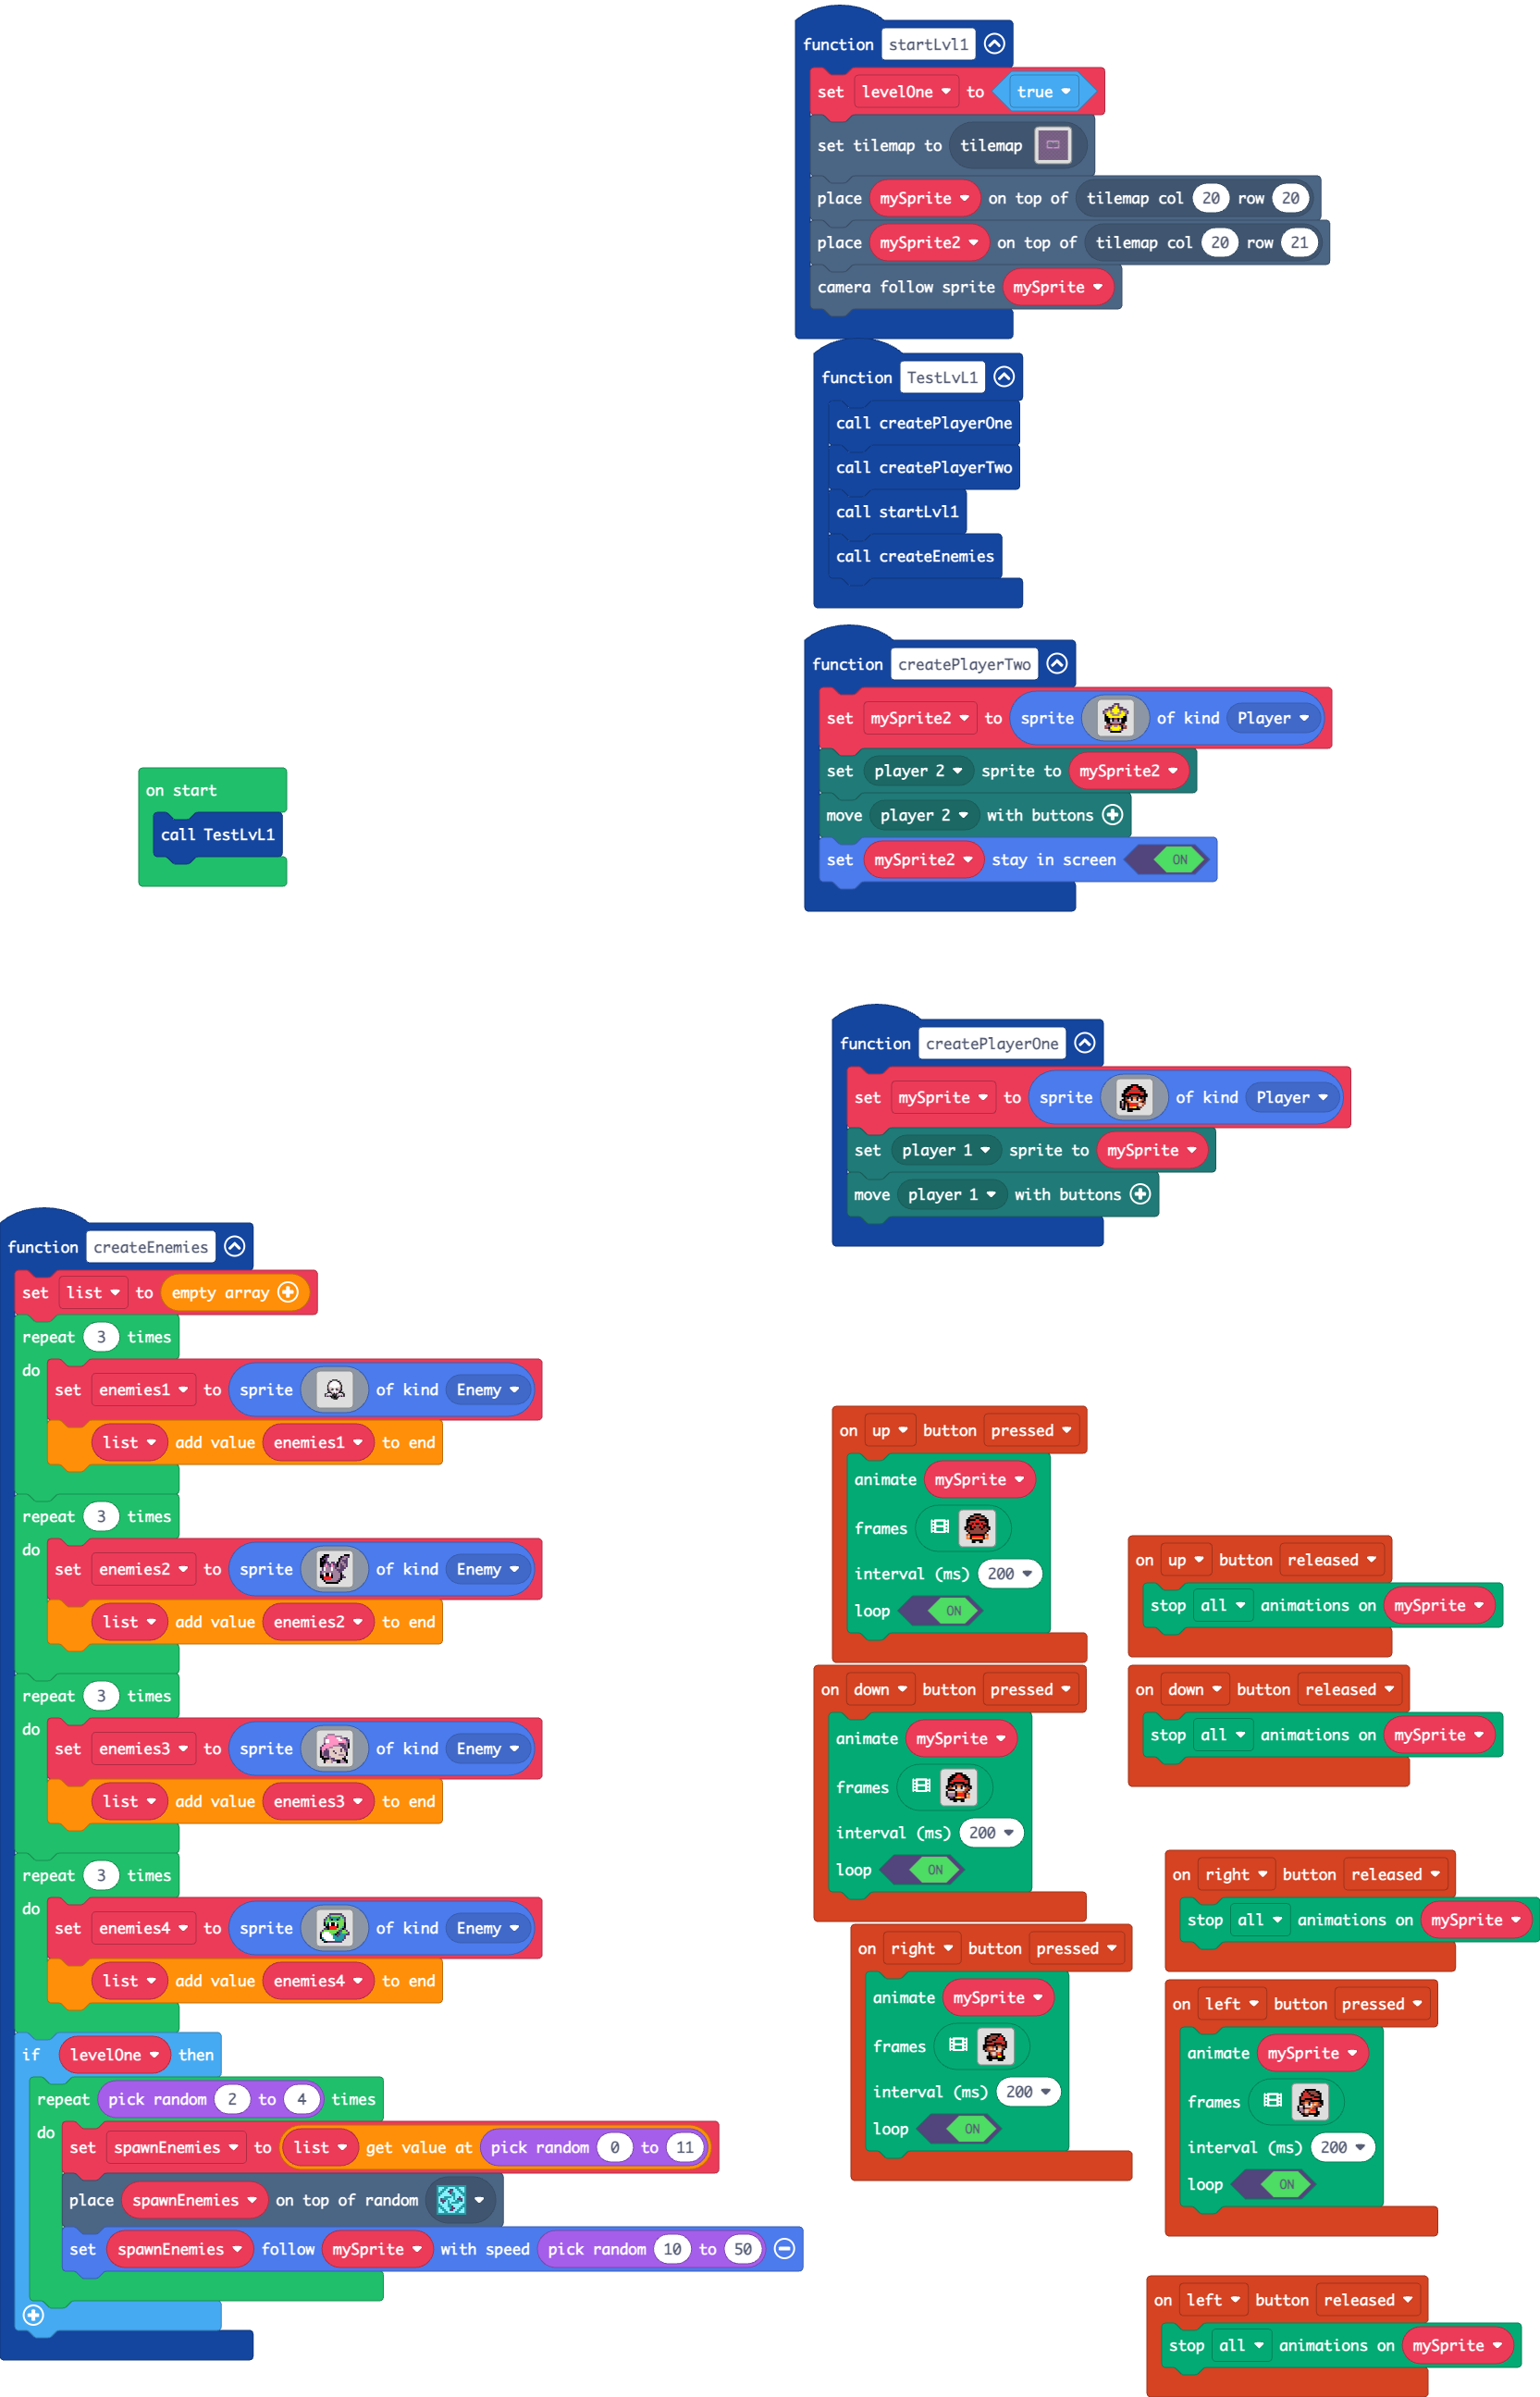 function startLvl1
set levelOne to true
set tilemap to tilemap
place mySprite on top of tilemap col 20 row 20
place mySprite2 on top of tilemap col 20 row 21
camera follow sprite mySprite
function TestLvL1
call createPlayerOne
call createPlayerTwo
call startLvl1
call createEnemies
function createPlayerTwo
set mySprite2 to sprite of kind Player
set player 2 sprite to mySprite2
move player 2 with buttons
set mySprite2 stay in screen ON
on start
call TestLvL1
function createPlayerOne
set mySprite to sprite of kind Player
set player 1 sprite to mySprite
move player 1 with buttons
function createEnemies
set list to empty array
repeat 3 times
do
set enemies1 to sprite of kind Enemy
list add value enemies1 to end
repeat 3 times
do
set enemies2 to sprite of kind Enemy
list add value enemies2 to end
repeat 3 times
do
set enemies3 to sprite of kind Enemy
list add value enemies3 to end
repeat 3 times
do
set enemies4 to sprite of kind Enemy
list add value enemies4 to end
if levelOne then
repeat pick random 2 to 4 times
do
set spawnEnemies to list get value at pick random 0 to 11
place spawnEnemies on top of random
set spawnEnemies follow mySprite with speed pick random 10 to 50
on up button pressed
animate mySprite
frames
interval (ms) 200
loop ON
on up button released
stop all animations on mySprite
on down button pressed
animate mySprite
frames
interval (ms) 200
loop ON
on down button released
stop all animations on mySprite
on right button pressed
animate mySprite
frames
interval (ms) 200
loop ON
on right button released
stop all animations on mySprite
on left button pressed
animate mySprite
frames
interval (ms) 200
loop ON
on left button released
stop all animations on mySprite